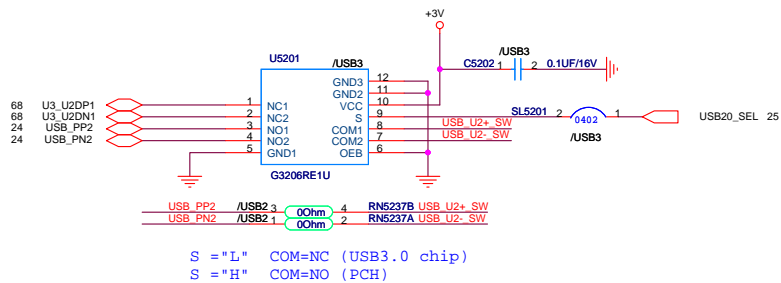 +3V
U5201 /USB3
C5202 1 /USB3 2 0.1UF/16V
68 U3_U2DP1 1 NC1 GND3 12
68 U3_U2DN1 2 NC2 GND2 11
24 USB_PP2 3 NO1 VCC 10
24 USB_PN2 4 NO2 S 9 SL5201 2 0402 1 USB20_SEL 25
/USB3
5 GND1 COM1 8 USB_U2+_SW
COM2 7 USB_U2-_SW
OEB 6
G3206RE1U
USB_PP2 /USB2 3 0Ohm 4 RN5237B USB_U2+_SW
USB_PN2 /USB2 1 0Ohm 2 RN5237A USB_U2-_SW
S ="L" COM=NC (USB3.0 chip)
S ="H" COM=NO (PCH)